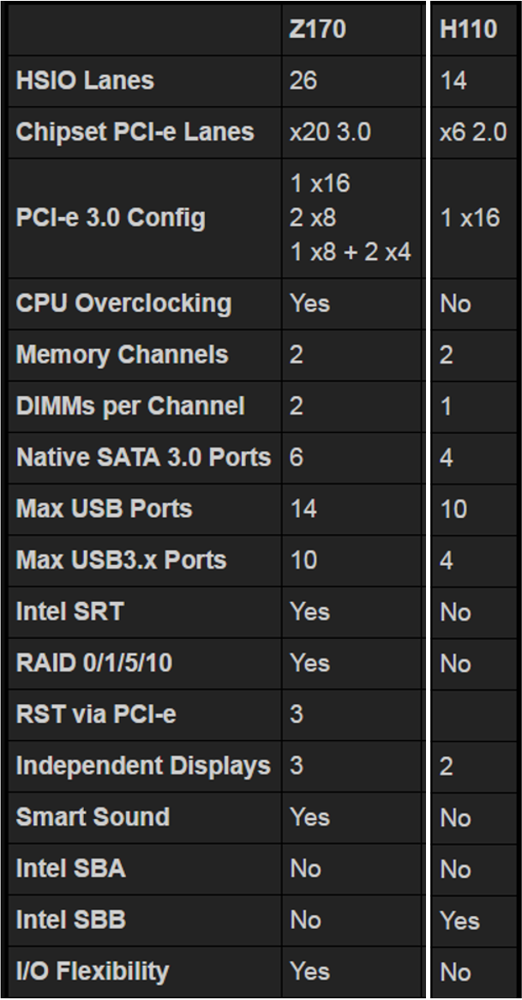 Z170 H110
HSIO Lanes 26 14
Chipset PCI-e Lanes x20 3.0 x6 2.0
1 x16
PCI-e 3.0 Config 2 x8 1 x16
1 x8 + 2 x4
CPU Overclocking Yes No
Memory Channels 2 2
DIMMs per Channel 2 1
Native SATA 3.0 Ports 6 4
Max USB Ports 14 10
Max USB3.x Ports 10 4
Intel SRT Yes No
RAID 0/1/5/10 Yes No
RST via PCI-e 3
Independent Displays 3 2
Smart Sound Yes No
Intel SBA No No
Intel SBB No Yes
I/O Flexibility Yes No